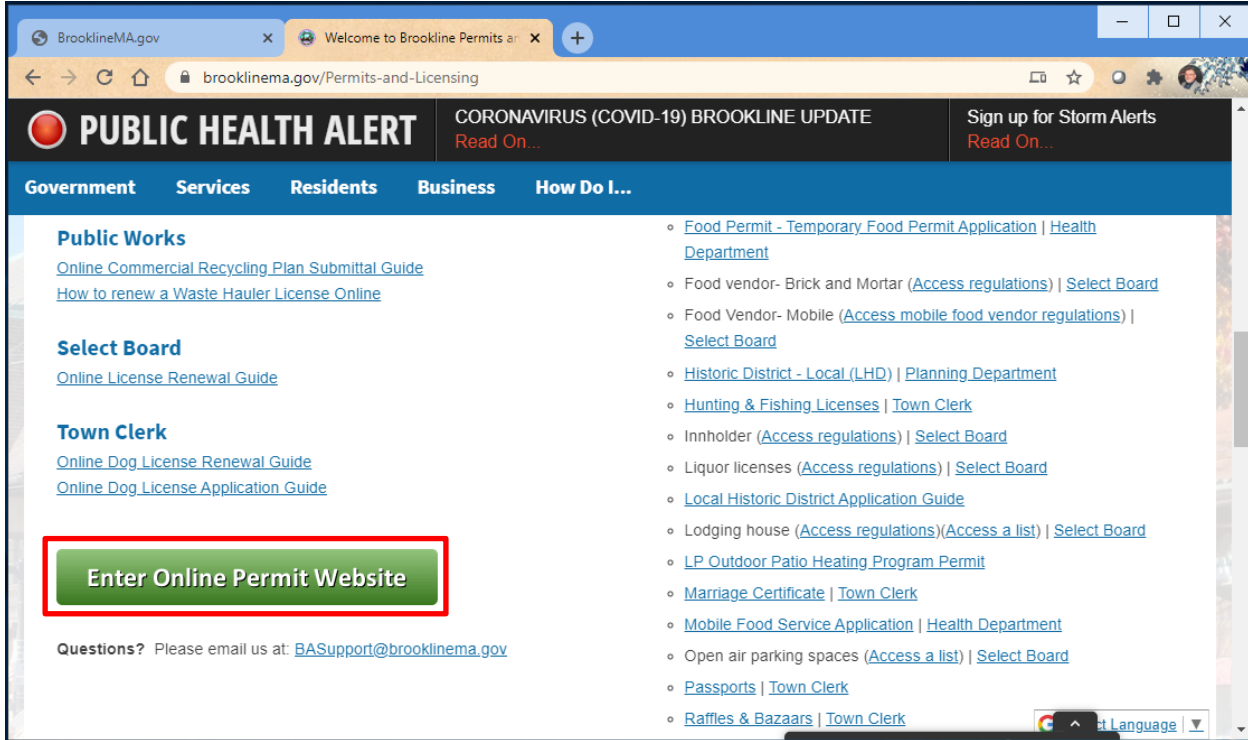 BrooklineMA.gov
Welcome to Brookline Permits an
brooklinema.gov/Permits-and-Licensing
PUBLIC HEALTH ALERT
CORONAVIRUS (COVID-19) BROOKLINE UPDATE
Read On...
Sign up for Storm Alerts
Read On...
Government Services Residents Business How Do I...
Public Works
Online Commercial Recycling Plan Submittal Guide
How to renew a Waste Hauler License Online
Select Board
Online License Renewal Guide
Town Clerk
Online Dog License Renewal Guide
Online Dog License Application Guide
Enter Online Permit Website
Questions? Please email us at: BASupport@brooklinema.gov
Food Permit - Temporary Food Permit Application | Health
Department
Food vendor- Brick and Mortar (Access regulations) | Select Board
Food Vendor- Mobile (Access mobile food vendor regulations) |
Select Board
Historic District - Local (LHD) | Planning Department
Hunting & Fishing Licenses | Town Clerk
Innholder (Access regulations) | Select Board
Liquor licenses (Access regulations) | Select Board
Local Historic District Application Guide
Lodging house (Access regulations)(Access a list) | Select Board
LP Outdoor Patio Heating Program Permit
Marriage Certificate | Town Clerk
Mobile Food Service Application | Health Department
Open air parking spaces (Access a list) | Select Board
Passports | Town Clerk
Raffles & Bazaars | Town Clerk
Language